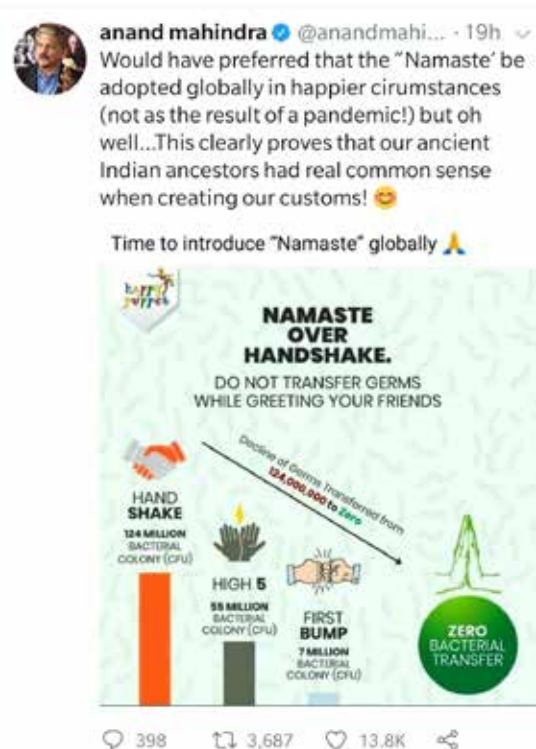 anand mahindra @anandmahi... · 19h
Would have preferred that the "Namaste' be
adopted globally in happier cirumstances
(not as the result of a pandemic!) but oh
well...This clearly proves that our ancient
Indian ancestors had real common sense
when creating our customs! 😊
Time to introduce "Namaste" globally 🙏
happy
puppet
NAMASTE
OVER
HANDSHAKE.
DO NOT TRANSFER GERMS
WHILE GREETING YOUR FRIENDS
Decline of Germs Transferred from
124,000,000 to Zero
HAND
SHAKE
124 MILLION
BACTERIAL
COLONY (CFU)
HIGH 5
55 MILLION
BACTERIAL
COLONY (CFU)
FIRST
BUMP
7 MILLION
BACTERIAL
COLONY (CFU)
ZERO
BACTERIAL
TRANSFER
398 3,687 13.8K